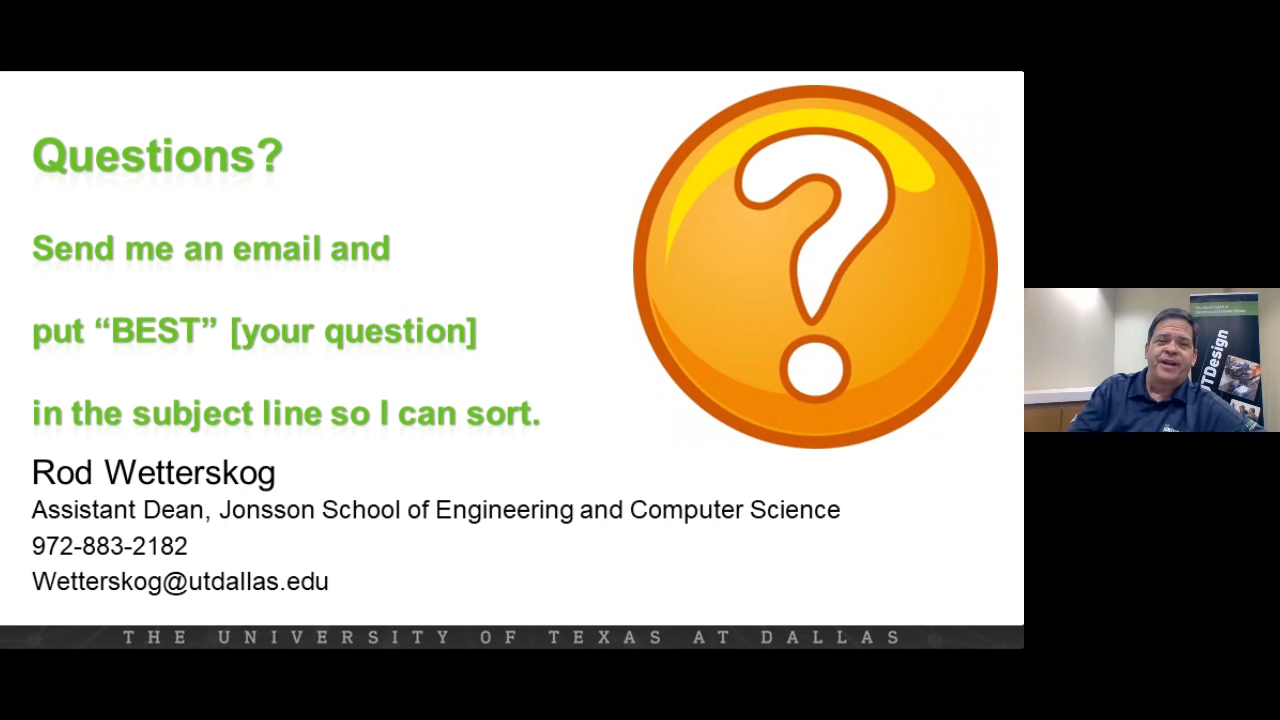 Questions?
Send me an email and
put “BEST” [your question]
in the subject line so I can sort.
Rod Wetterskog
Assistant Dean, Jonsson School of Engineering and Computer Science
972-883-2182
Wetterskog@utdallas.edu
THE UNIVERSITY OF TEXAS AT DALLAS
UTDesign